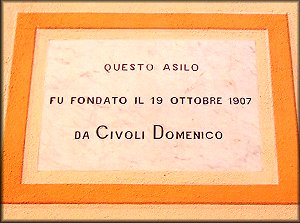 QUESTO ASILO
FU FONDATO IL 19 OTTOBRE 1907
DA CIVOLI DOMENICO